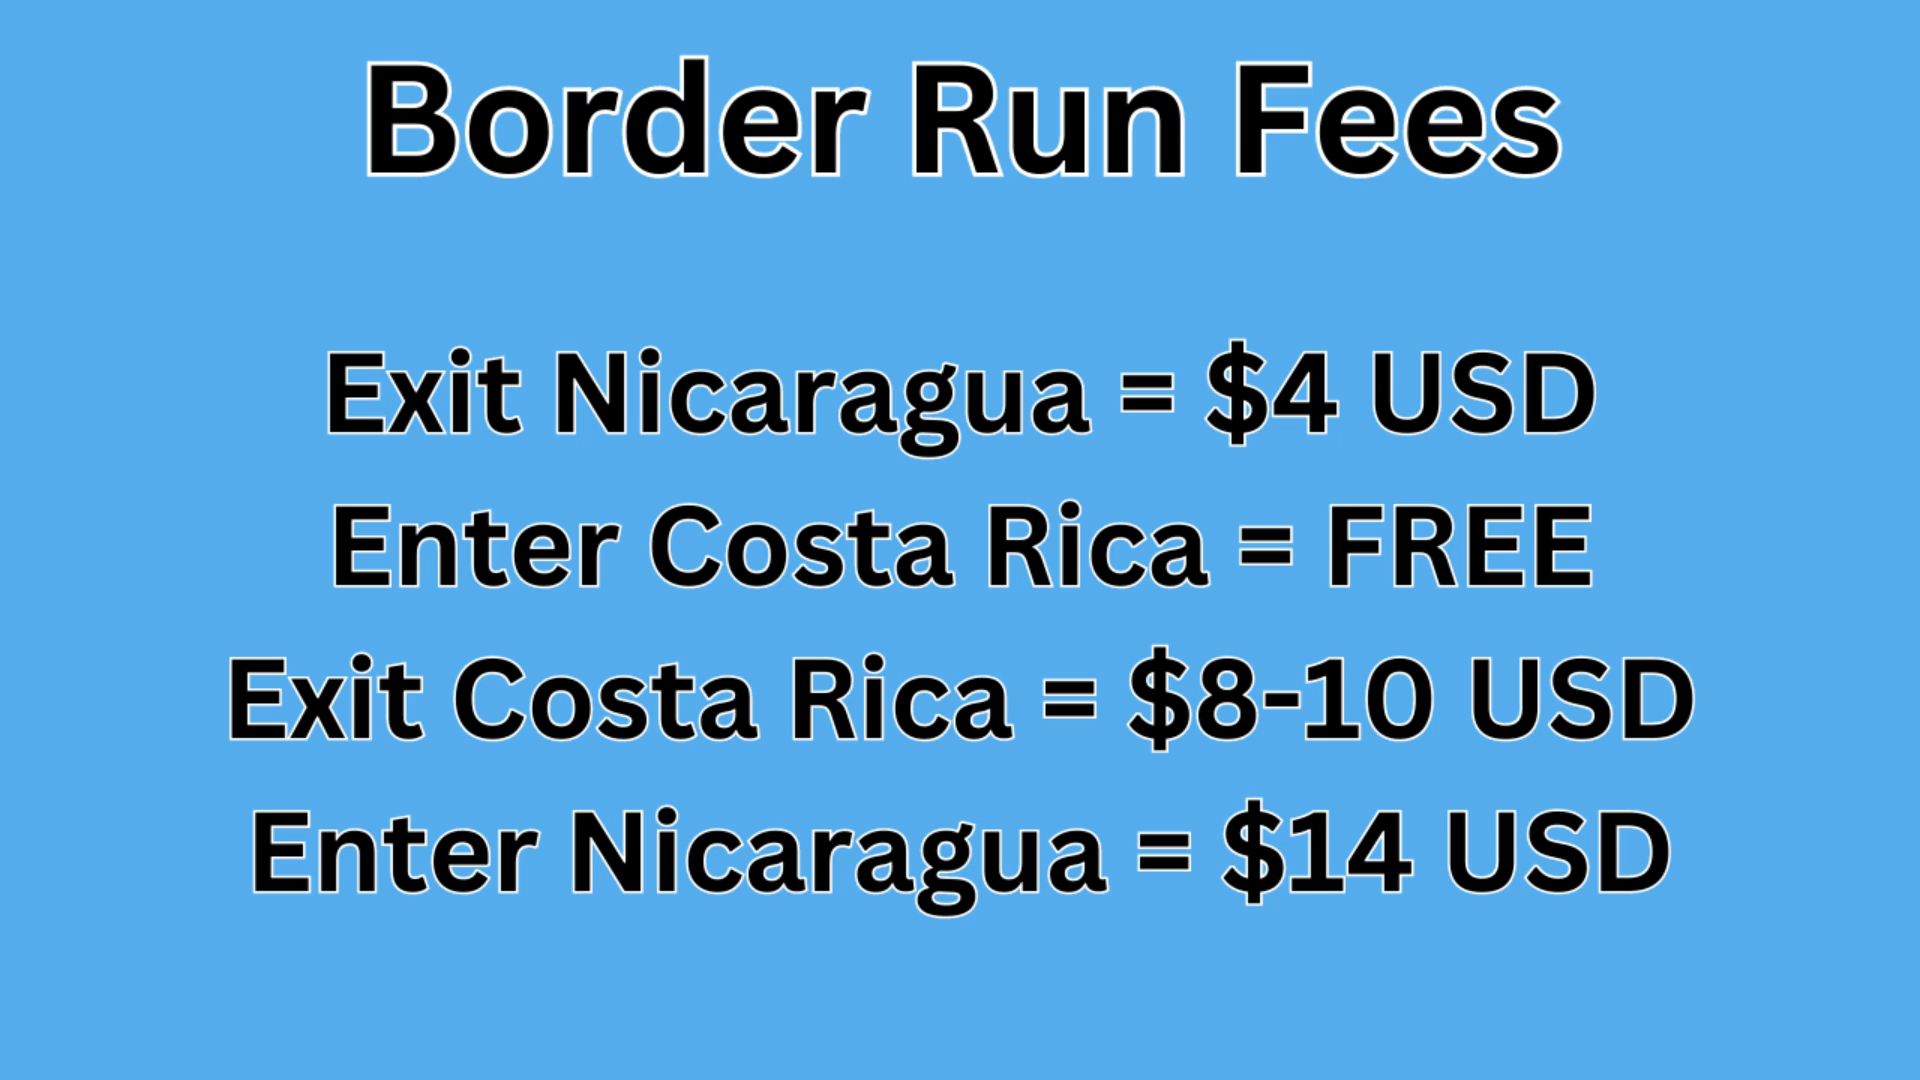 Border Run Fees
Exit Nicaragua = $4 USD
Enter Costa Rica = FREE
Exit Costa Rica = $8-10 USD
Enter Nicaragua = $14 USD